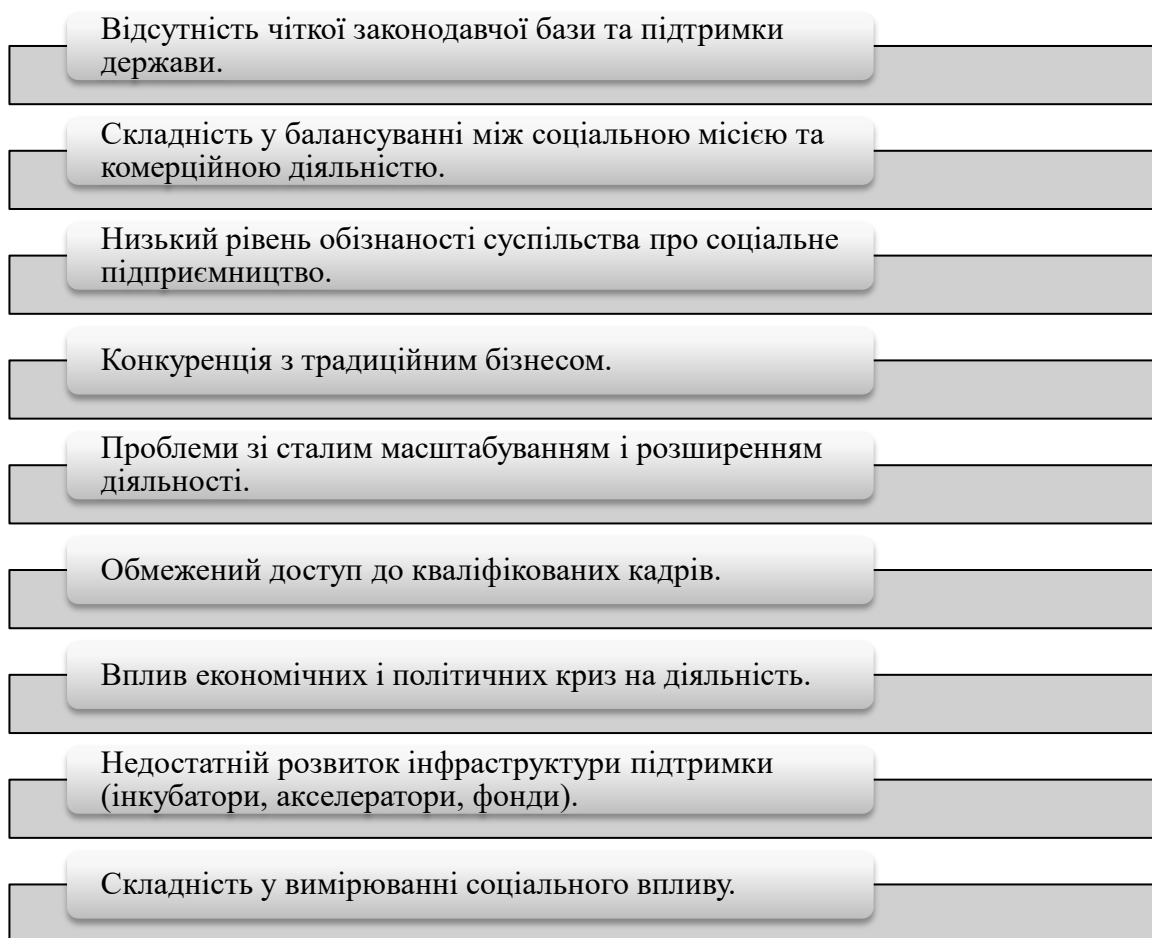 Відсутність чіткої законодавчої бази та підтримки
держави.
Складність у балансуванні між соціальною місією та
комерційною діяльністю.
Низький рівень обізнаності суспільства про соціальне
підприємництво.
Конкуренція з традиційним бізнесом.
Проблеми зі сталим масштабуванням і розширенням
діяльності.
Обмежений доступ до кваліфікованих кадрів.
Вплив економічних і політичних криз на діяльність.
Недостатній розвиток інфраструктури підтримки
(інкубатори, акселератори, фонди).
Складність у вимірюванні соціального впливу.